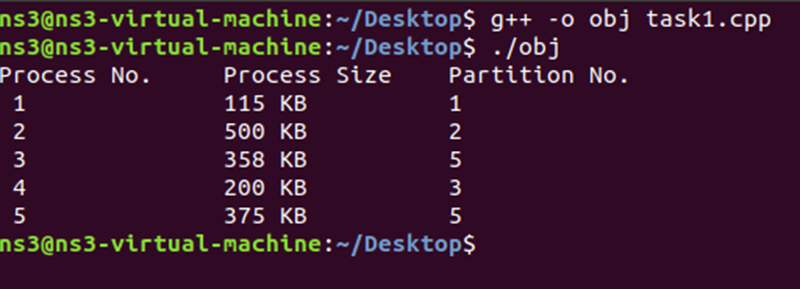 ns3@ns3-virtual-machine:~/Desktop$ g++ -o obj task1.cpp
ns3@ns3-virtual-machine:~/Desktop$ ./obj
Process No.     Process Size    Partition No.
 1              115 KB          1
 2              500 KB          2
 3              358 KB          5
 4              200 KB          3
 5              375 KB          5
ns3@ns3-virtual-machine:~/Desktop$